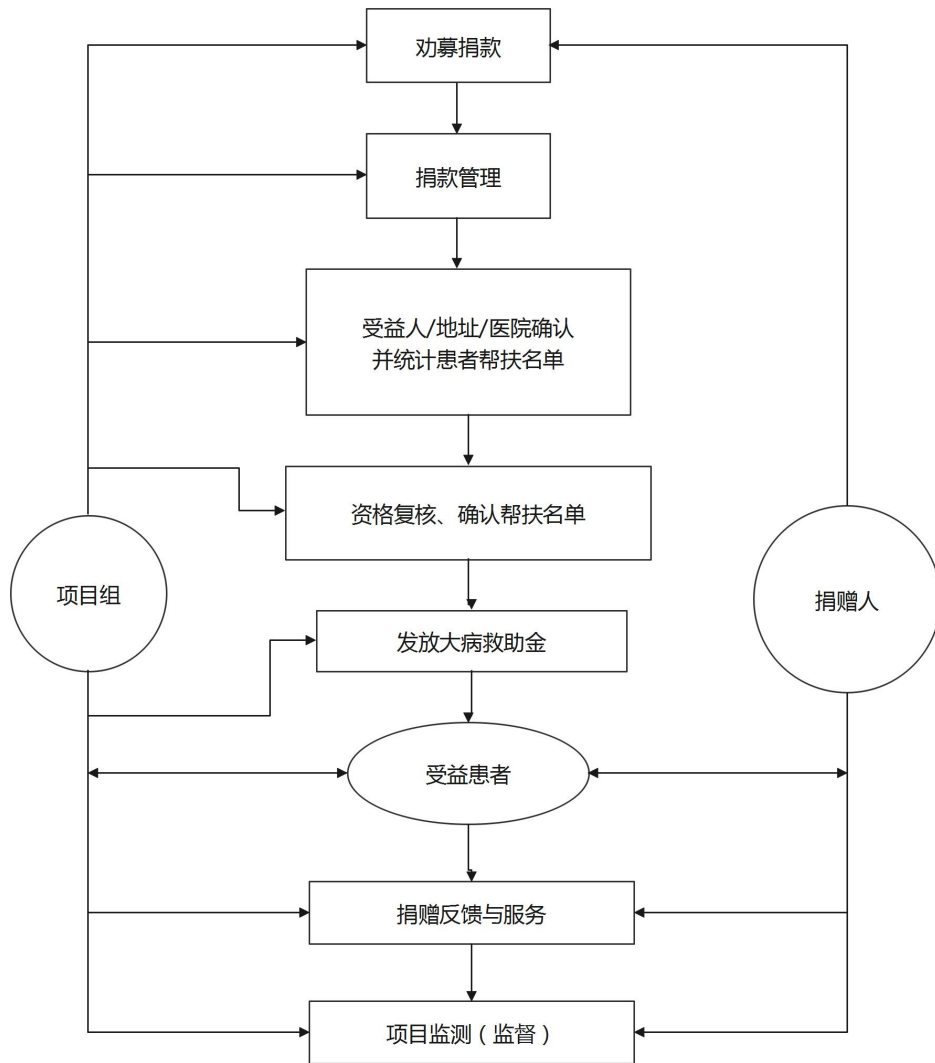 劝募捐款
捐款管理
受益人/地址/医院确认
并统计患者帮扶名单
资格复核、确认帮扶名单
项目组
捐赠人
发放大病救助金
受益患者
捐赠反馈与服务
项目监测（监督）